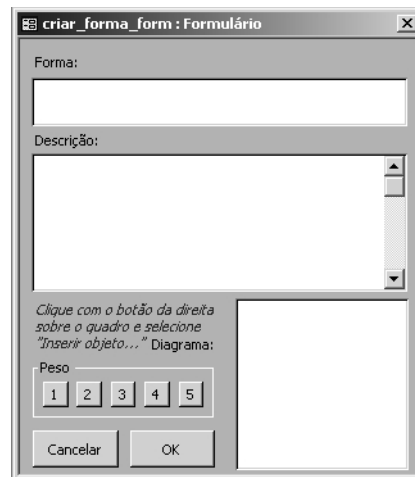 criar_forma_form : Formulário
Forma:
Descrição:
Clique com o botão da direita
sobre o quadro e selecione
"Inserir objeto..." Diagrama:
Peso
1 2 3 4 5
Cancelar OK